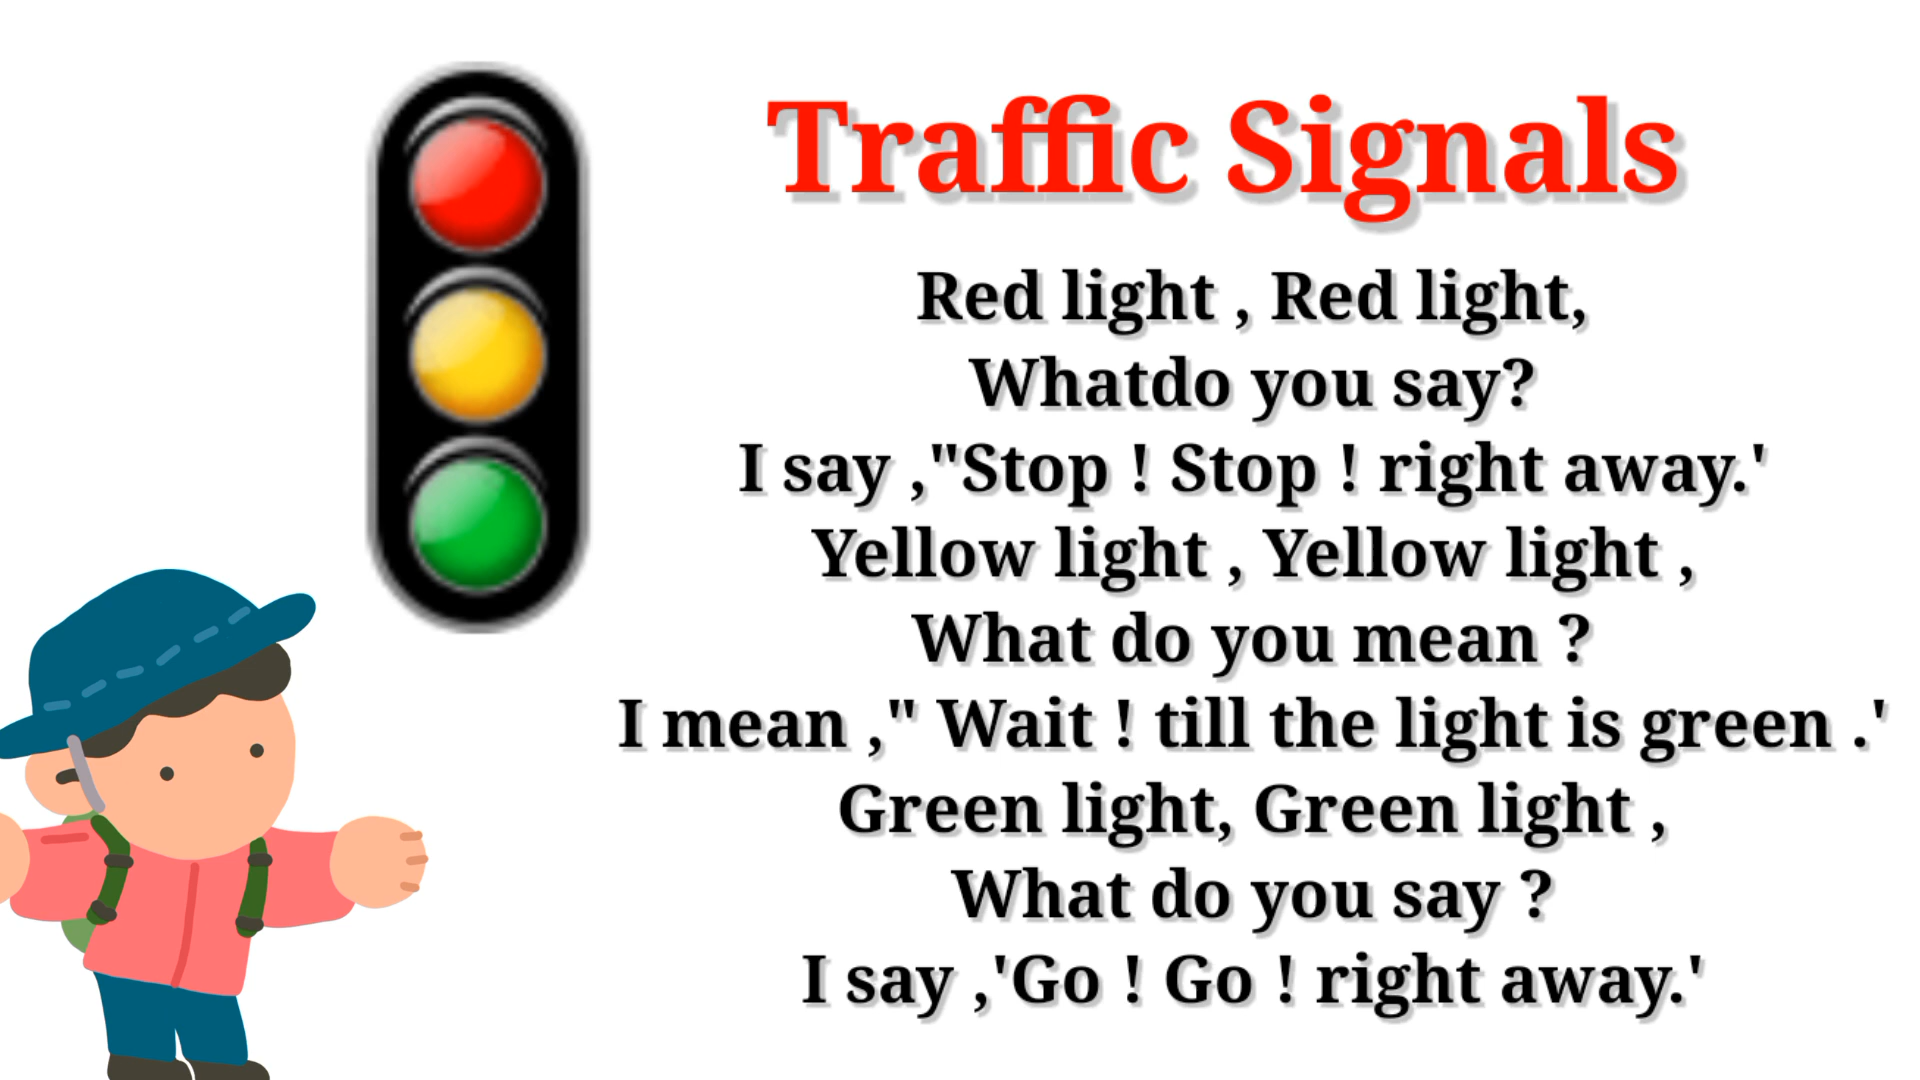 Traffic Signals
Red light , Red light,
Whatdo you say?
I say ,"Stop ! Stop ! right away.'
Yellow light , Yellow light ,
What do you mean ?
I mean ," Wait ! till the light is green .'
Green light, Green light ,
What do you say ?
I say ,'Go ! Go ! right away.'